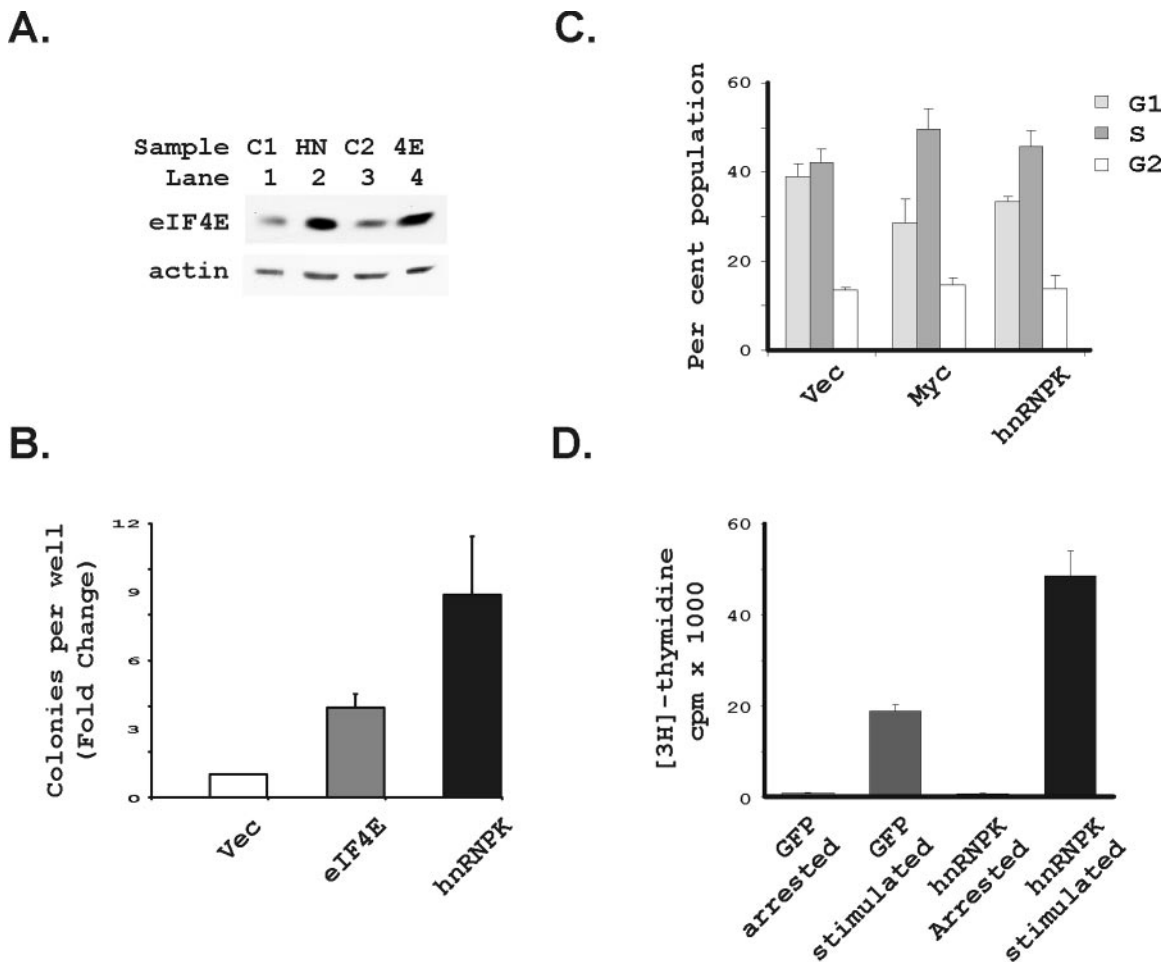 A.
Sample C1 HN C2 4E
Lane 1 2 3 4
eIF4E
actin
B.
Colonies per well
(Fold Change)
12
9
6
3
0
Vec
eIF4E
hnRNPK
C.
Per cent population
60
40
20
0
G1
S
G2
Vec
Myc
hnRNPK
D.
[3H]-thymidine
cpm x 1000
60
40
20
0
GFP
arrested
GFP
stimulated
hnRNPK
Arrested
hnRNPK
stimulated